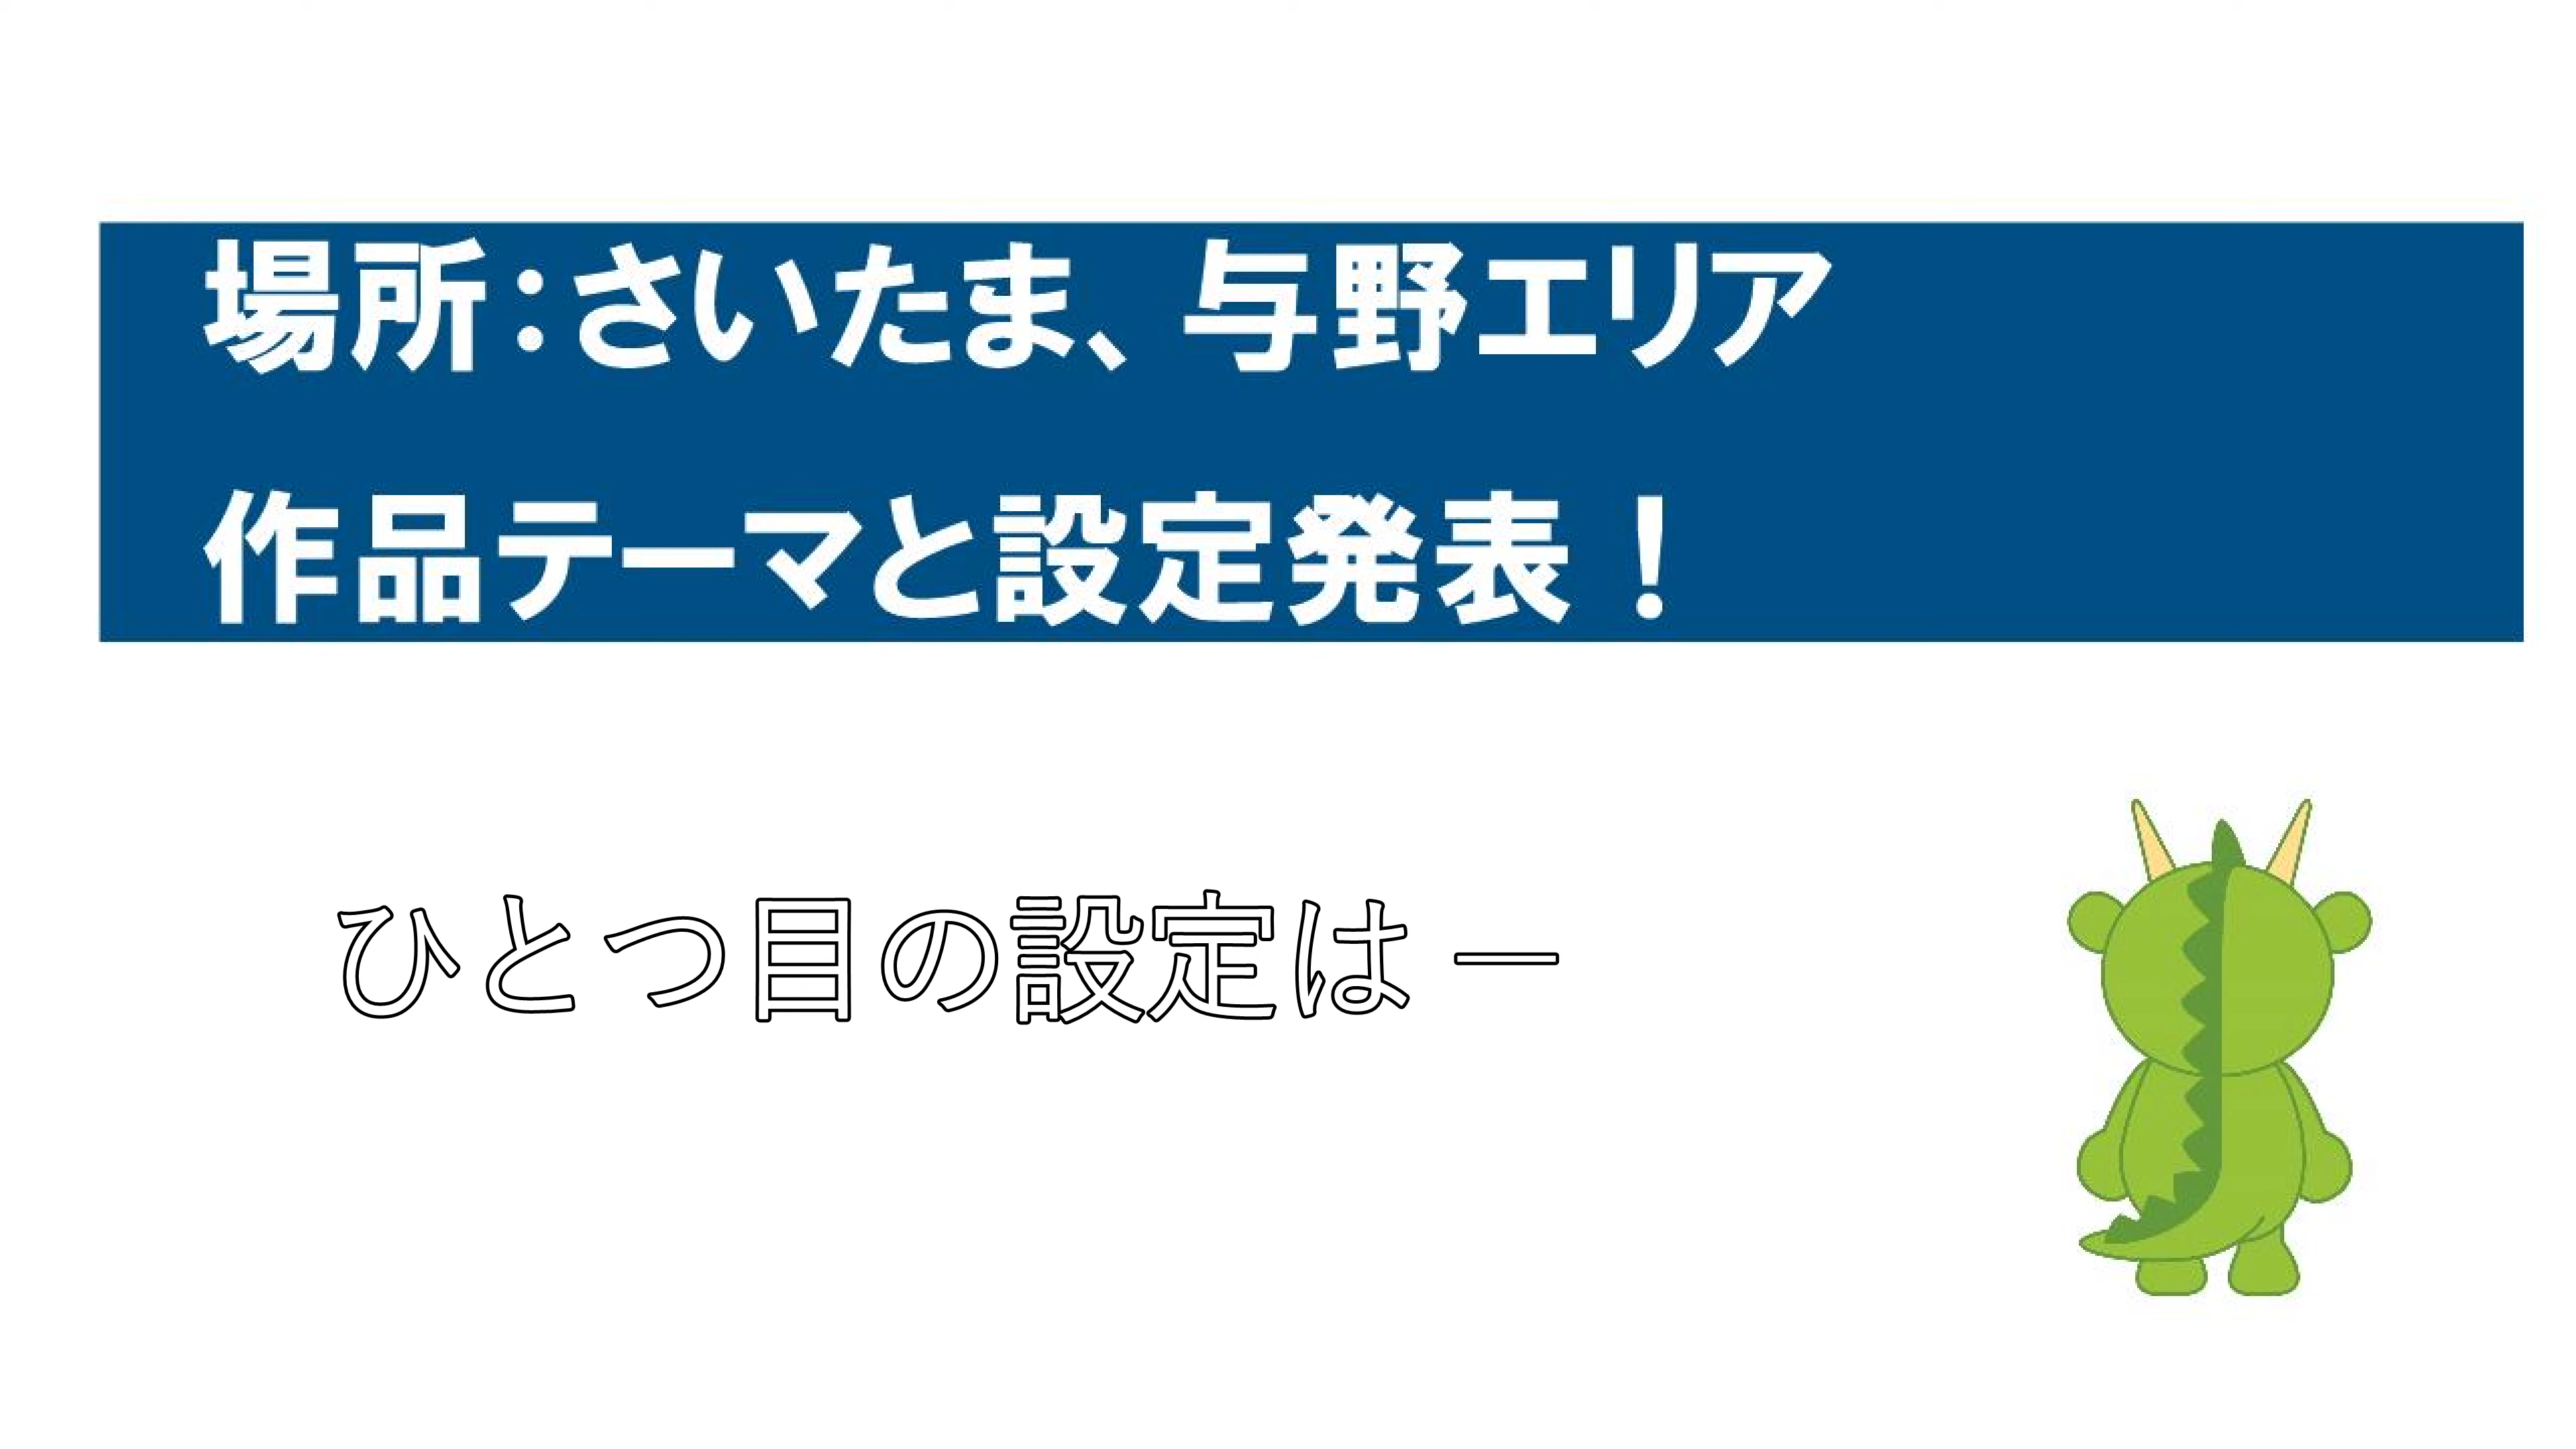 場所：さいたま、与野エリア
作品テーマと設定発表！
ひとつ目の設定は－